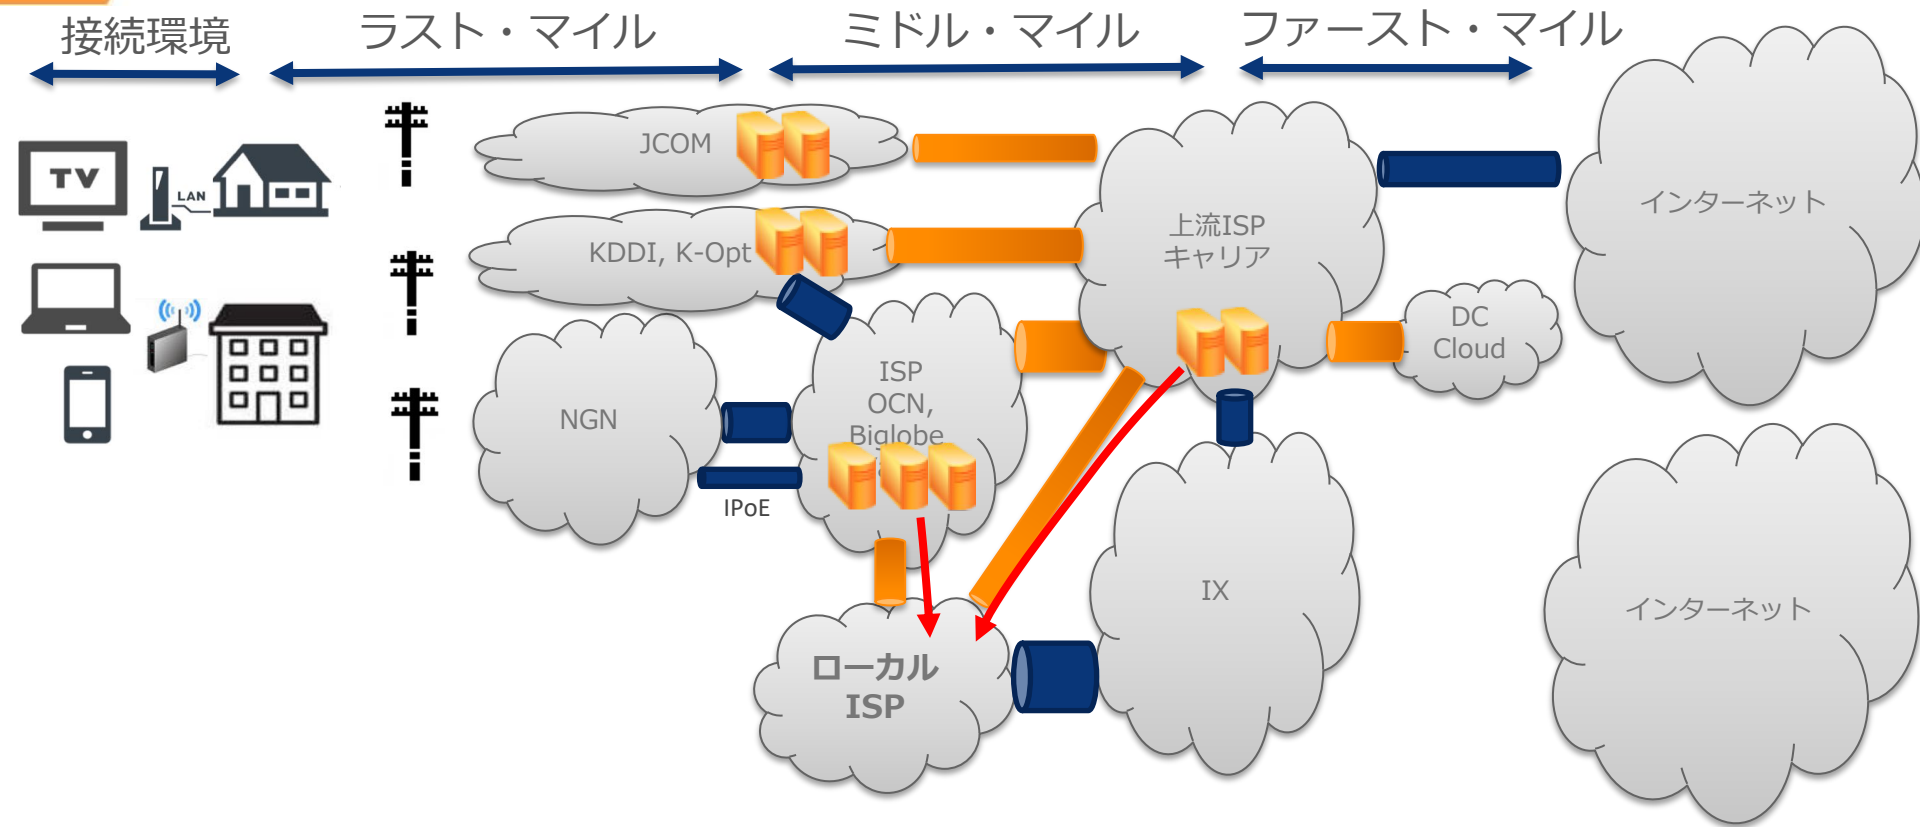 接続環境
ラスト・マイル
ミドル・マイル
ファースト・マイル
TV
LAN
JCOM
KDDI, K-Opt
NGN
IPoE
ISP
OCN,
Biglobe
上流ISP
キャリア
DC
Cloud
インターネット
IX
インターネット
ローカル
ISP